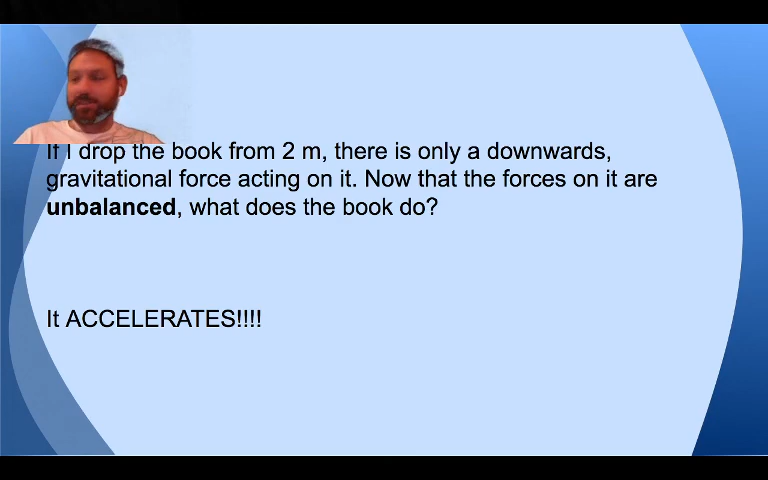 If I drop the book from 2 m, there is only a downwards,
gravitational force acting on it. Now that the forces on it are
unbalanced, what does the book do?
It ACCELERATES!!!!